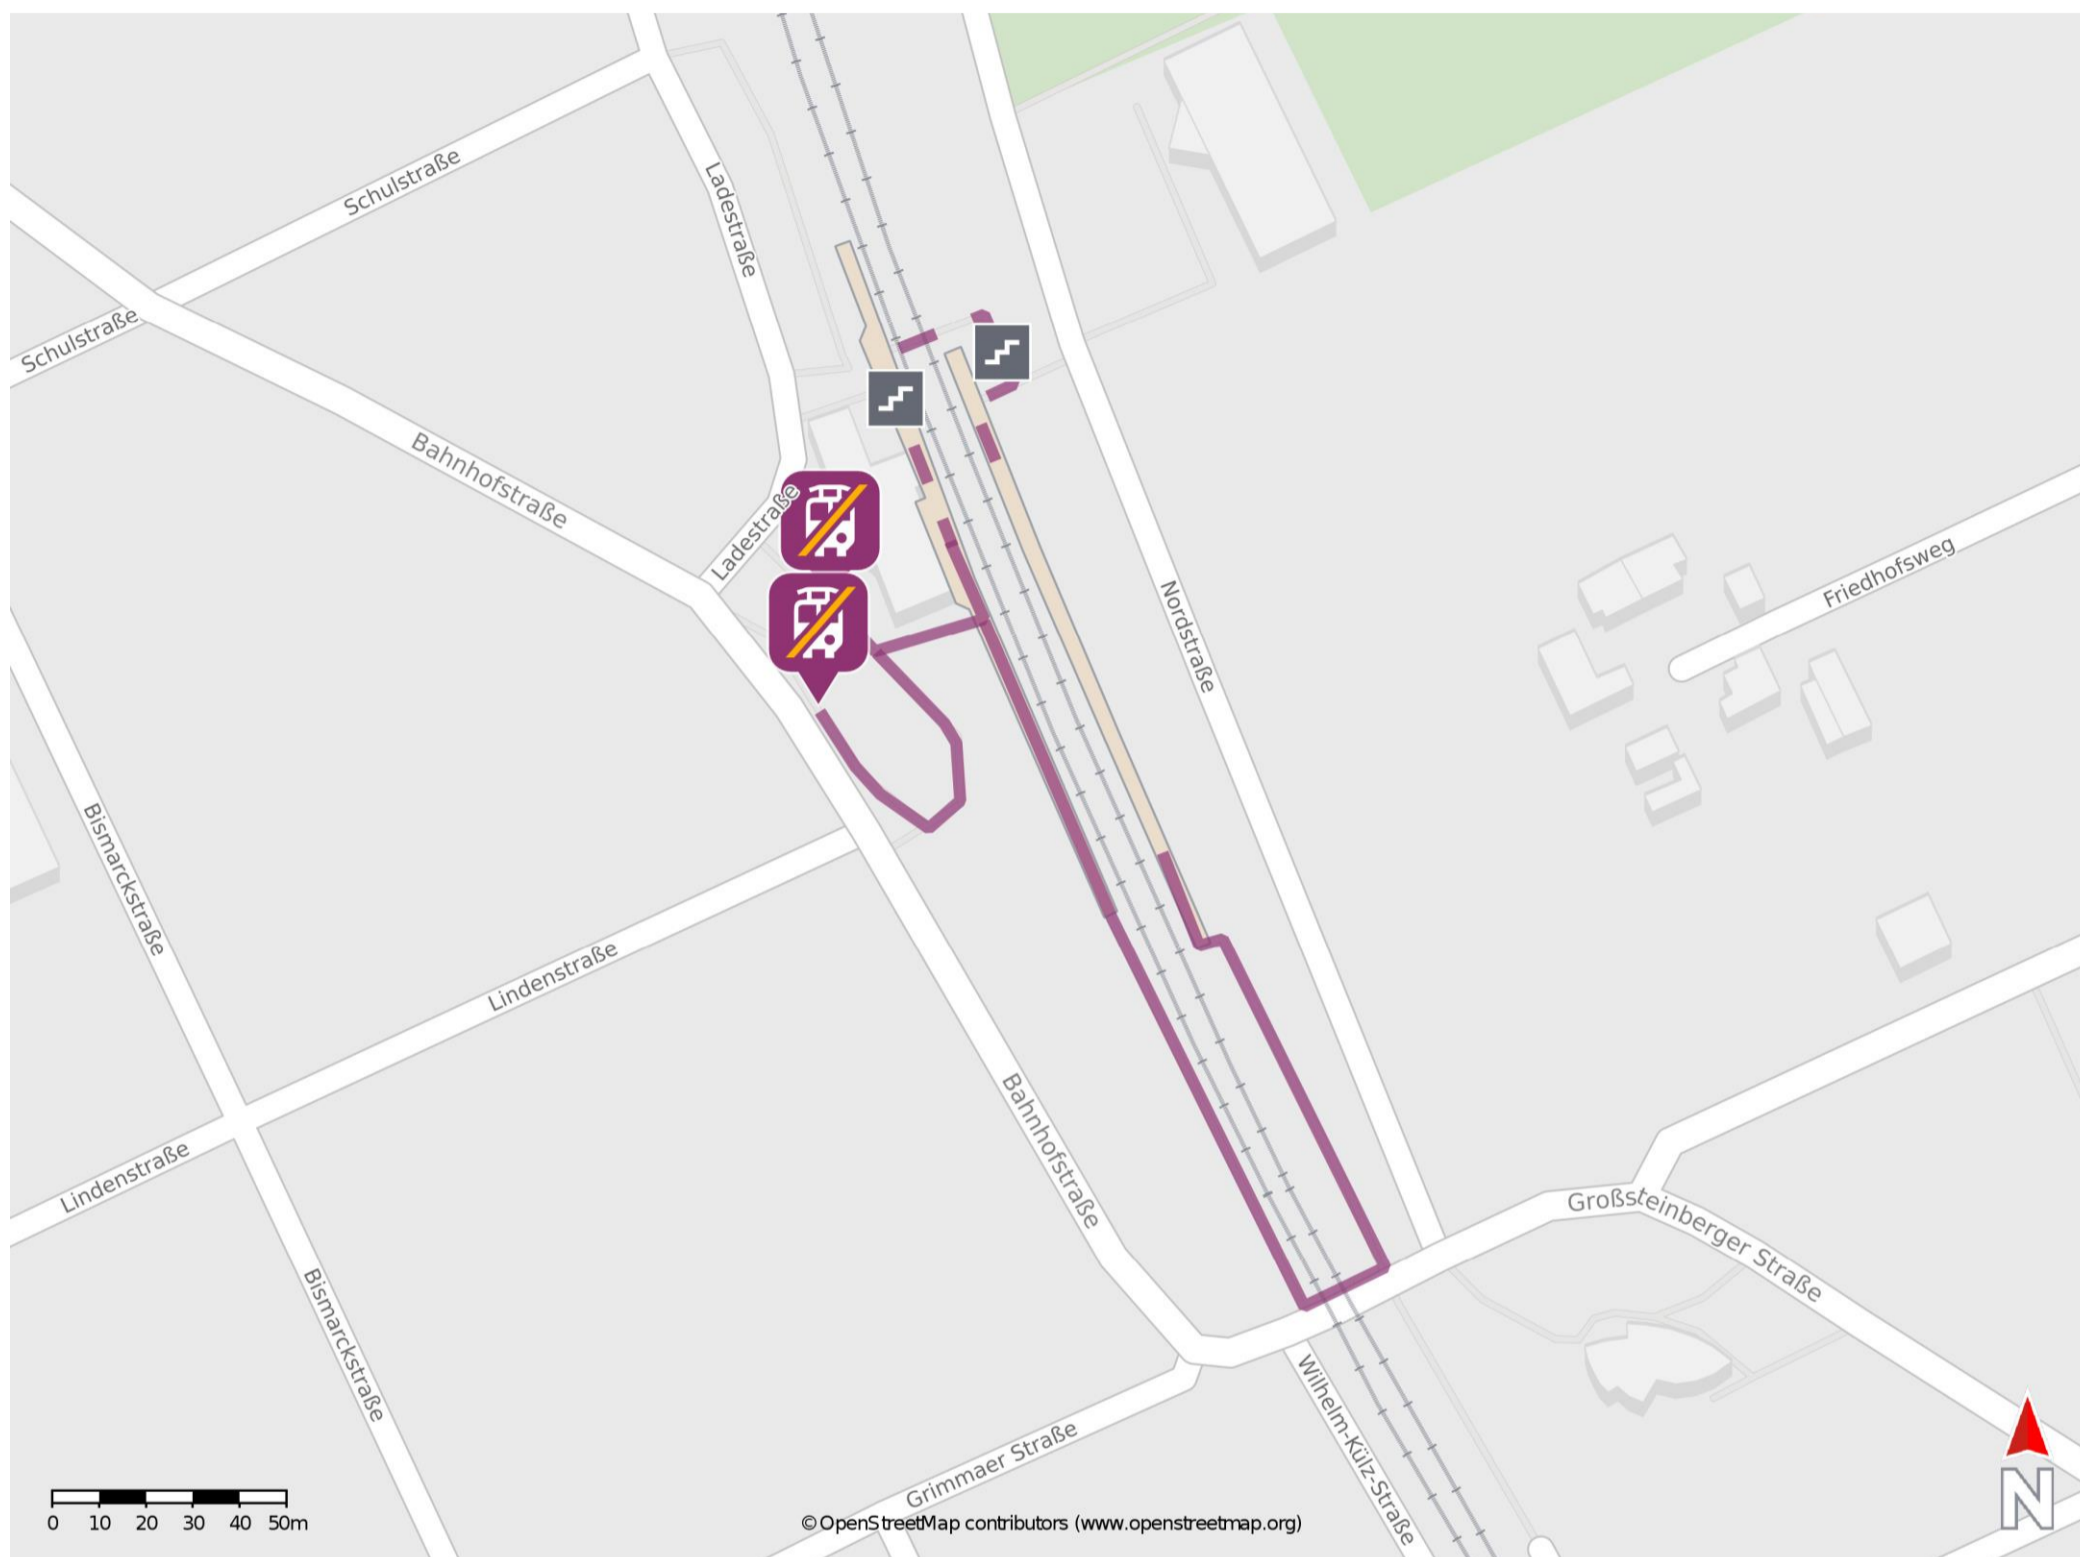 Schulstraße
Ladestraße
Schulstraße
Bahnhofstraße
Ladestraße
Friedhofsweg
Nordstraße
Bismarckstraße
Lindenstraße
Bahnhofstraße
Lindenstraße
Großsteinberger Straße
Bismarckstraße
Wilhelm-Külz-Straße
Grimmaer Straße
N
0 10 20 30 40 50m
© OpenStreetMap contributors (www.openstreetmap.org)